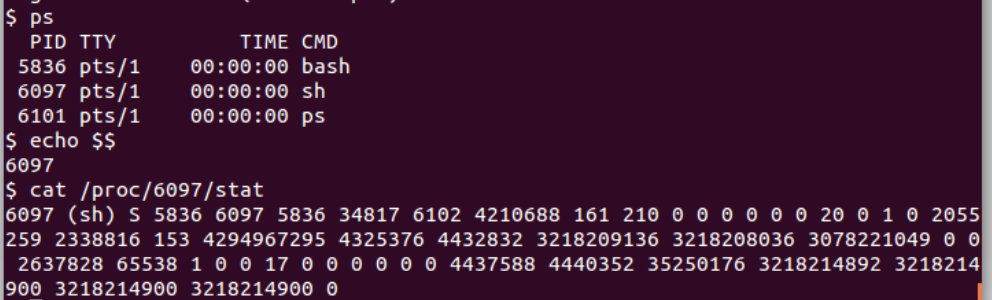 $ ps
  PID TTY          TIME CMD
 5836 pts/1    00:00:00 bash
 6097 pts/1    00:00:00 sh
 6101 pts/1    00:00:00 ps
$ echo $$
6097
$ cat /proc/6097/stat
6097 (sh) S 5836 6097 5836 34817 6102 4210688 161 210 0 0 0 0 0 0 20 0 1 0 2055
259 2338816 153 4294967295 4325376 4432832 3218209136 3218208036 3078221049 0 0
 2637828 65538 1 0 0 17 0 0 0 0 0 0 4437588 4440352 35250176 3218214892 3218214
900 3218214900 3218214900 0